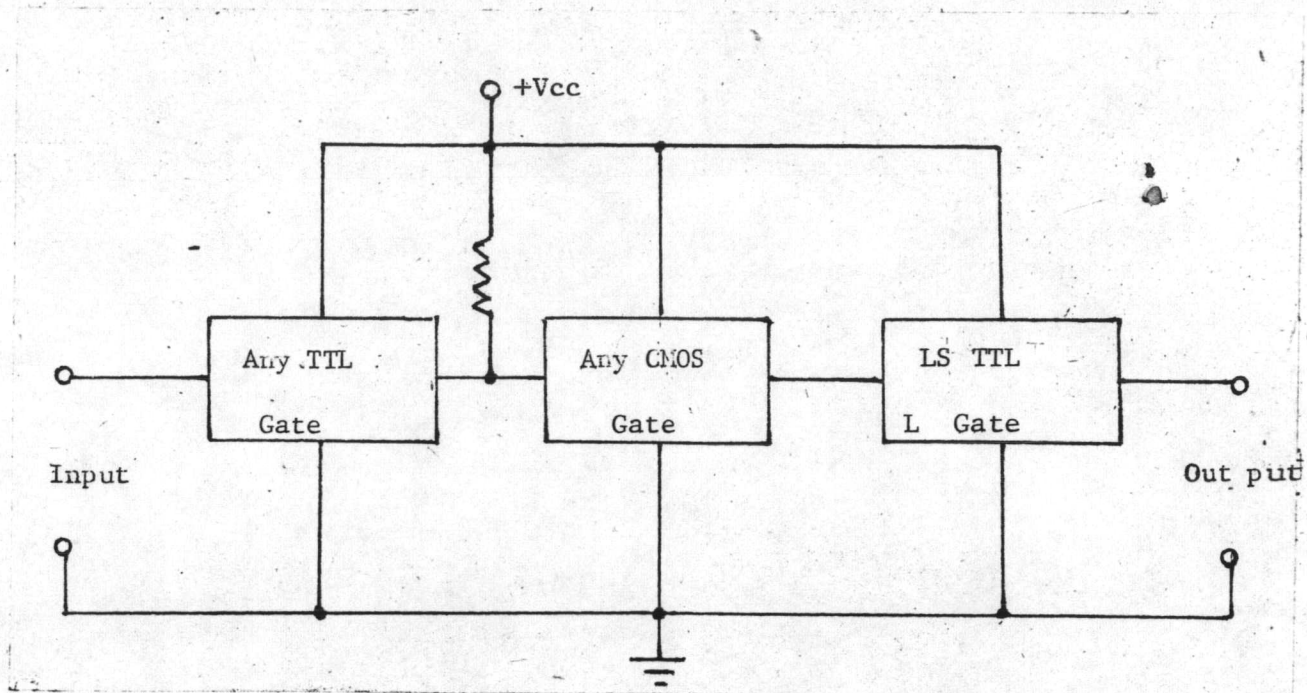 +Vcc
Any TTL
Gate
Any CMOS
Gate
LS TTL
L Gate
Input
Out put